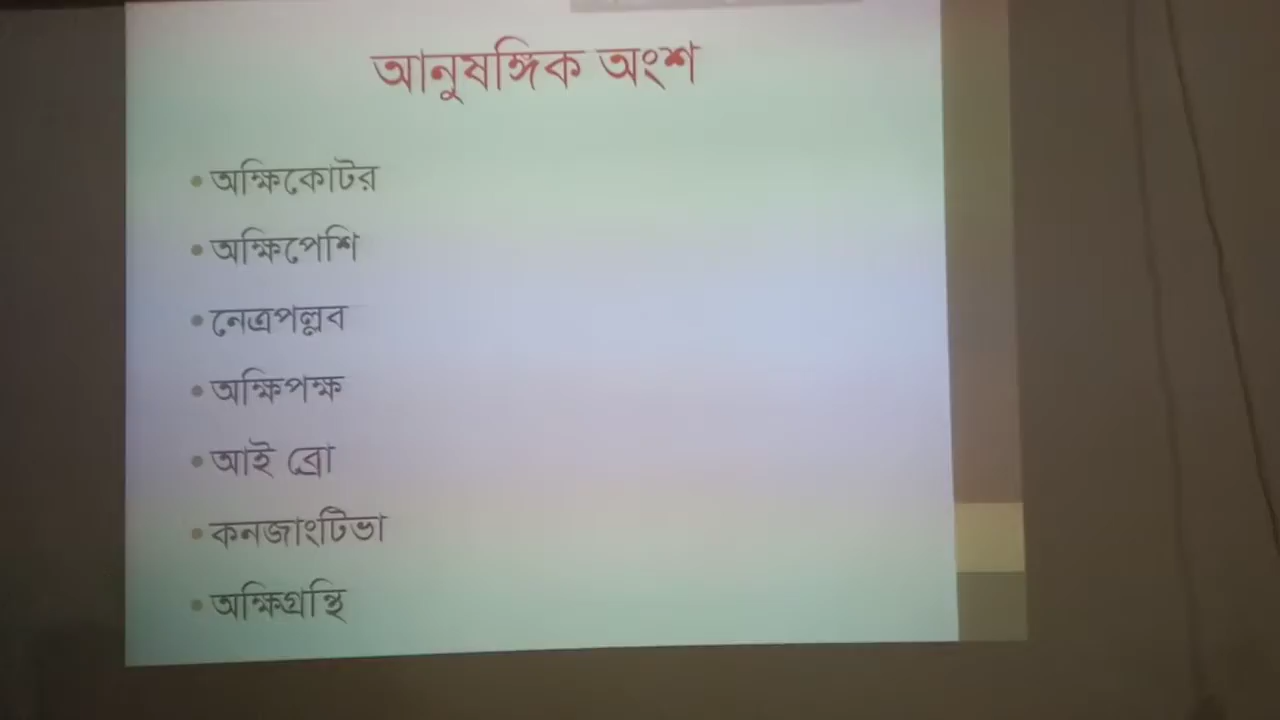 আনুষঙ্গিক অংশ
• অক্ষিকোটর
• অক্ষিপেশি
• নেত্রপল্লব
• অক্ষিপক্ষ
• আই ব্রো
• কনজাংটিভা
• অক্ষিগ্রন্থি